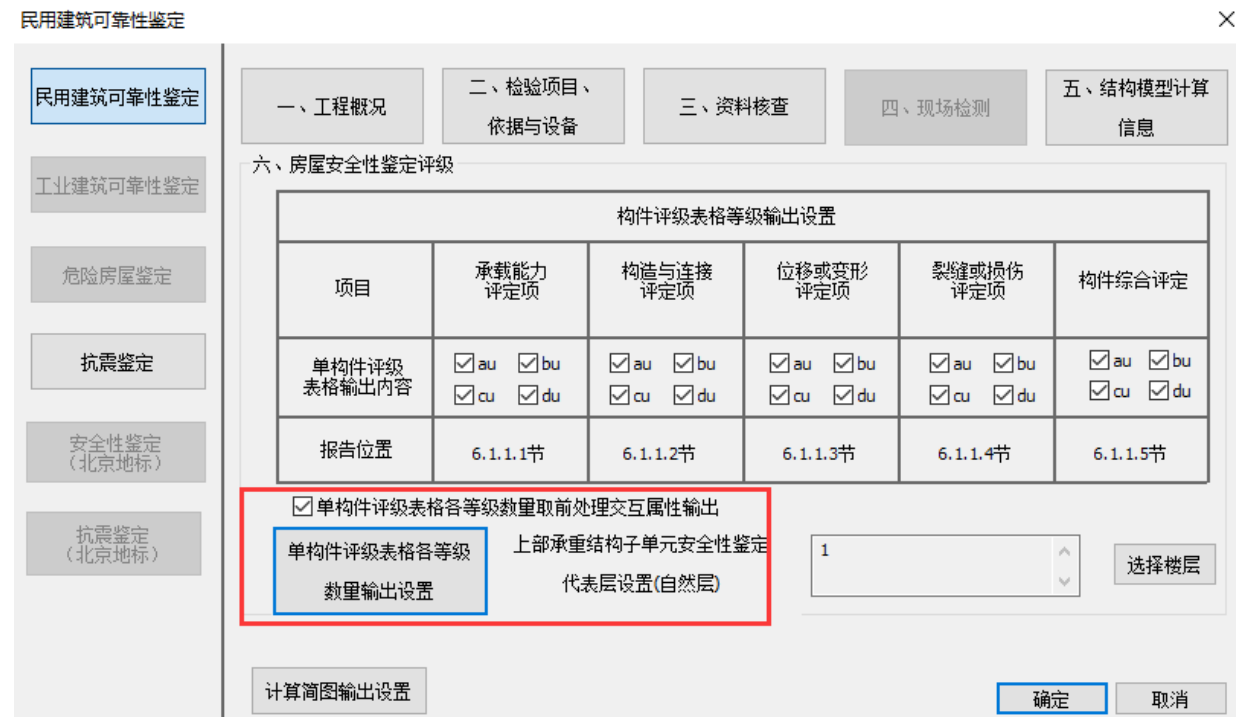 民用建筑可靠性鉴定
民用建筑可靠性鉴定
工业建筑可靠性鉴定
危险房屋鉴定
抗震鉴定
安全性鉴定
（北京地标）
抗震鉴定
（北京地标）
一、工程概况
二、检验项目、
依据与设备
三、资料核查
四、现场检测
五、结构模型计算
信息
六、房屋安全性鉴定评级
构件评级表格等级输出设置
项目
承载能力
评定项
构造与连接
评定项
位移或变形
评定项
裂缝或损伤
评定项
构件综合评定
单构件评级
表格输出内容
au bu au bu au bu au bu au bu
cu du cu du cu du cu du cu du
报告位置 6.1.1.1节 6.1.1.2节 6.1.1.3节 6.1.1.4节 6.1.1.5节
单构件评级表格各等级数量取前处理交互属性输出
单构件评级表格各等级
数量输出设置
上部承重结构子单元安全性鉴定
代表层设置(自然层)
1
选择楼层
计算简图输出设置
确定
取消